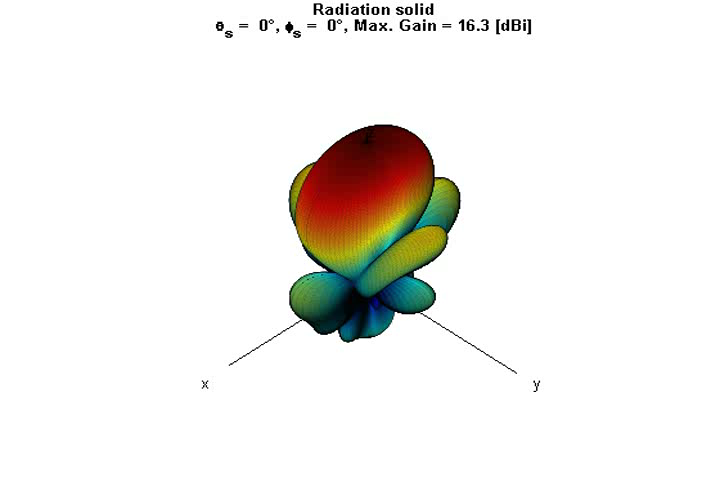 Radiation solid
θs = 0°, ϕs = 0°, Max. Gain = 16.3 [dBi]
x
y